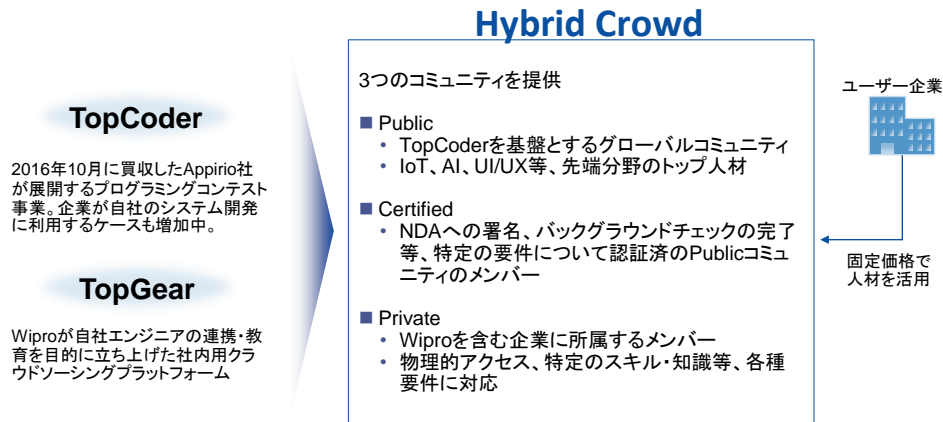 Hybrid Crowd
TopCoder
2016年10月に買収したAppirio社
が展開するプログラミングコンテスト
事業。企業が自社のシステム開発
に利用するケースも増加中。
TopGear
Wiproが自社エンジニアの連携・教
育を目的に立ち上げた社内用クラ
ウドソーシングプラットフォーム
3つのコミュニティを提供
■ Public
• TopCoderを基盤とするグローバルコミュニティ
• IoT、AI、UI/UX等、先端分野のトップ人材
■ Certified
• NDAへの署名、バックグラウンドチェックの完了
等、特定の要件について認証済のPublicコミュ
ニティのメンバー
■ Private
• Wiproを含む企業に所属するメンバー
• 物理的アクセス、特定のスキル・知識等、各種
要件に対応
ユーザー企業
固定価格で
人材を活用